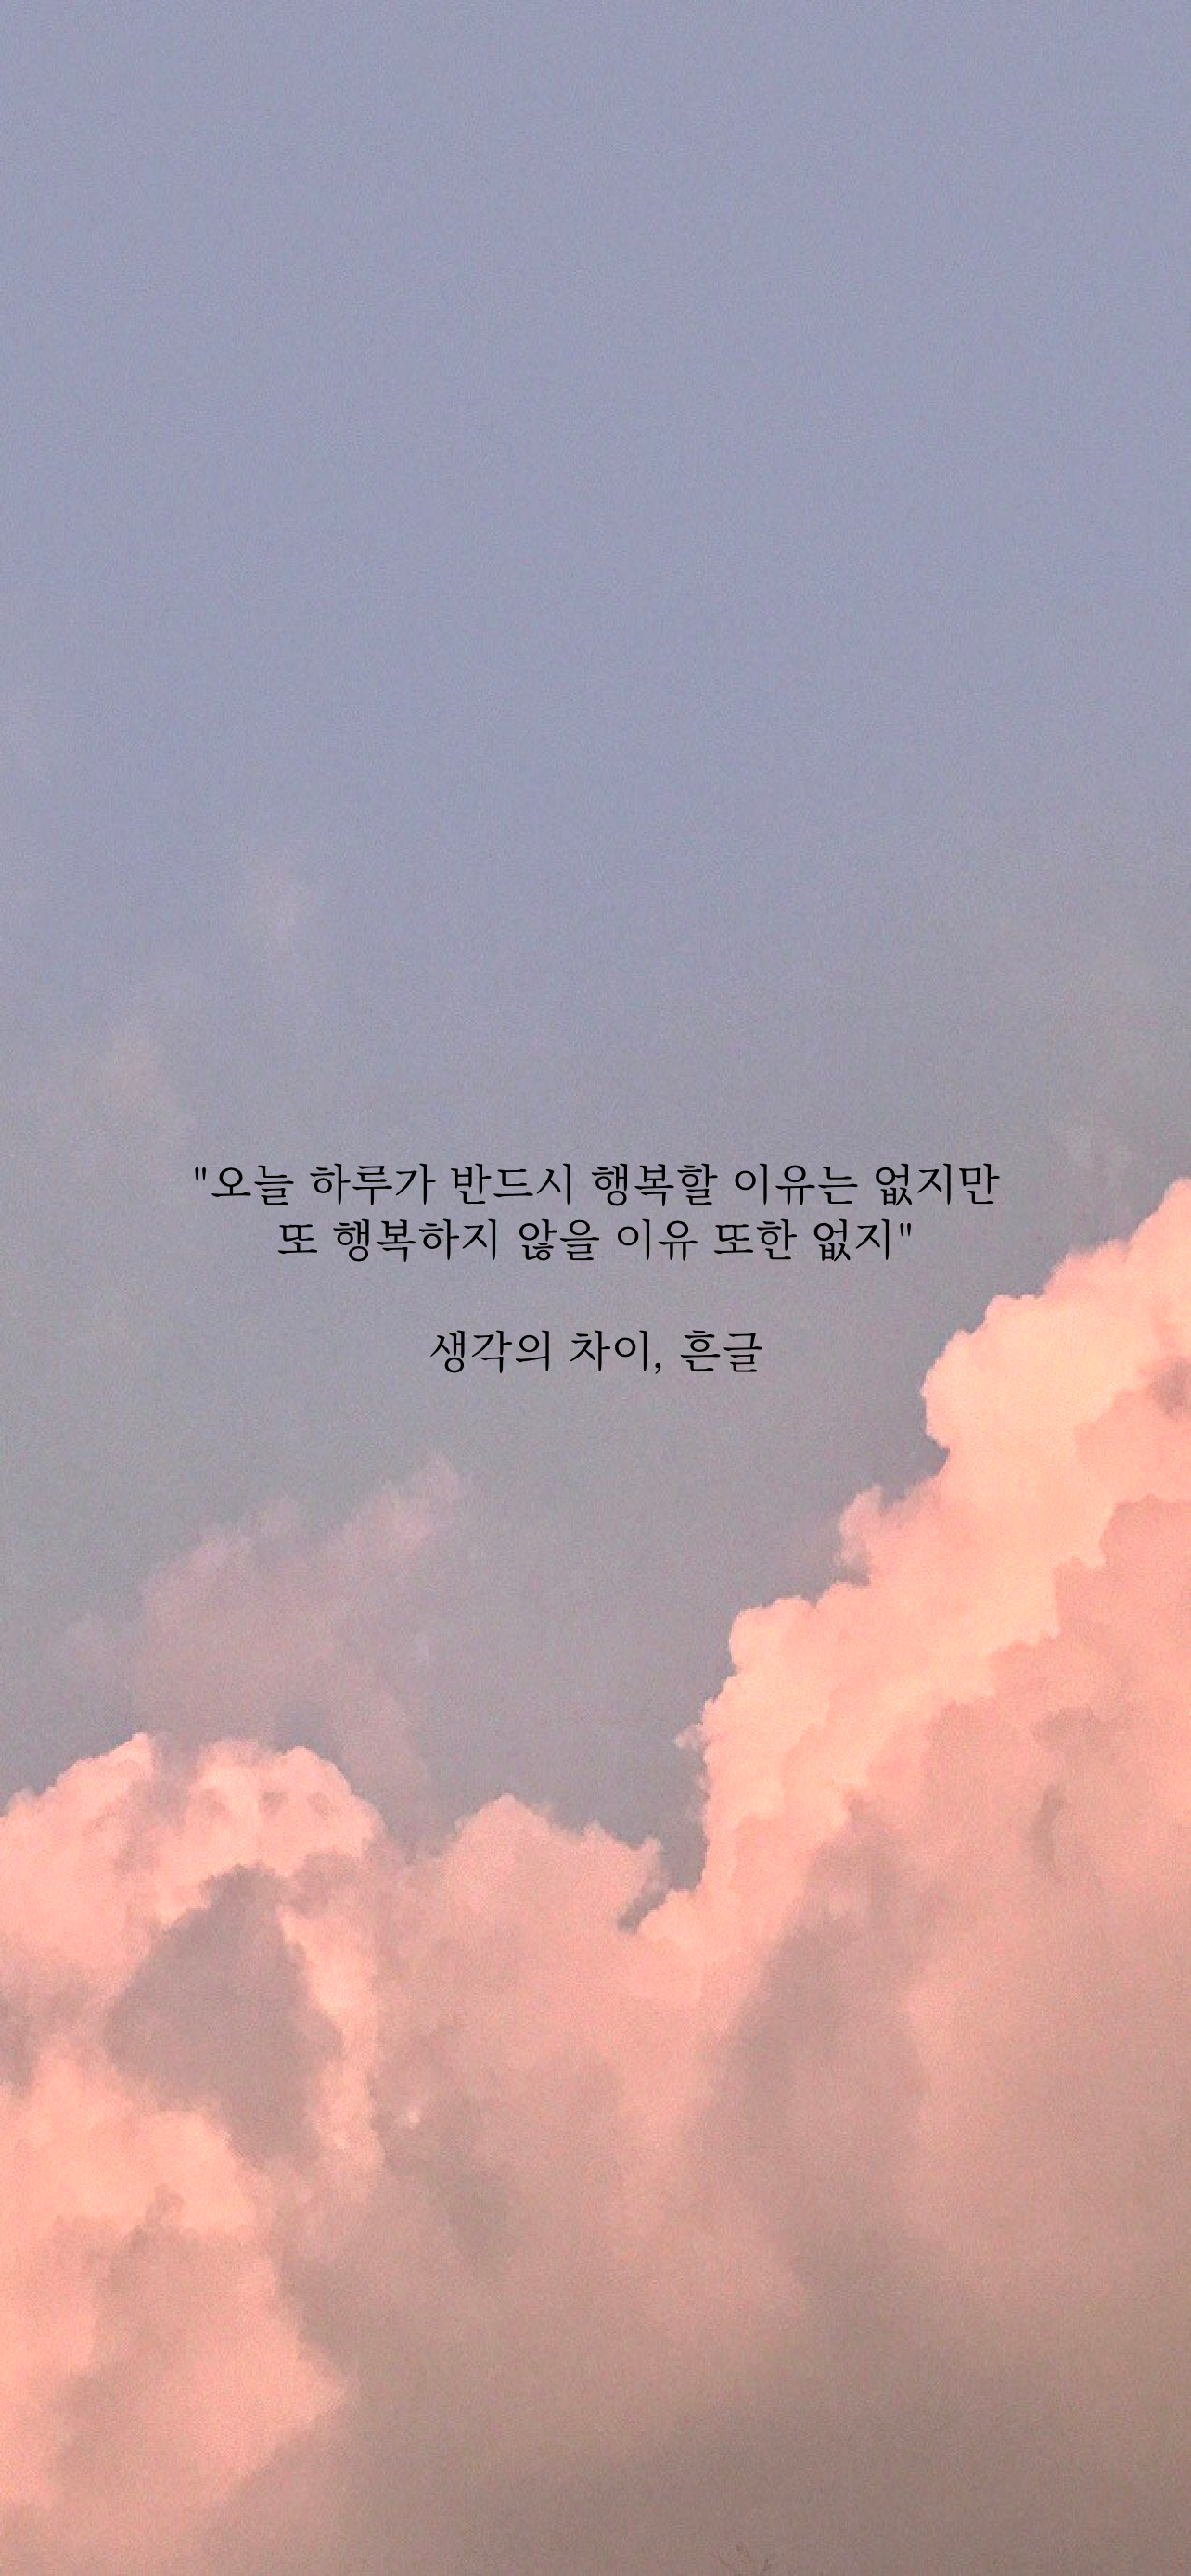 "오늘 하루가 반드시 행복할 이유는 없지만
또 행복하지 않을 이유 또한 없지"
생각의 차이, 흔글